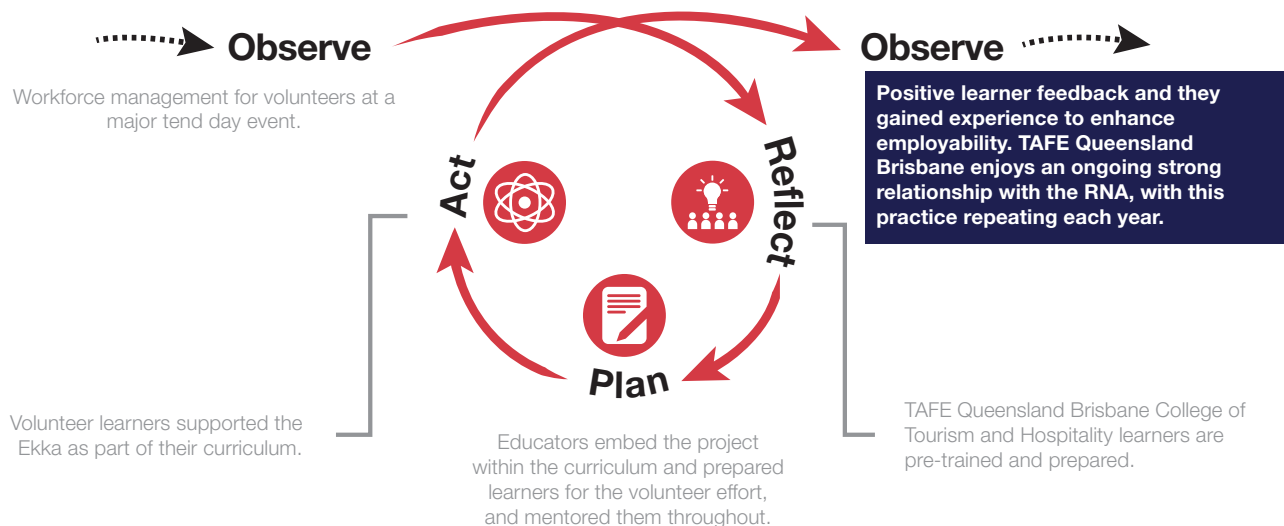 Observe
Workforce management for volunteers at a
major tend day event.
Observe
Positive learner feedback and they
gained experience to enhance
employability. TAFE Queensland
Brisbane enjoys an ongoing strong
relationship with the RNA, with this
practice repeating each year.
Act
Reflect
Plan
Volunteer learners supported the
Ekka as part of their curriculum.
Educators embed the project
within the curriculum and prepared
learners for the volunteer effort,
and mentored them throughout.
TAFE Queensland Brisbane College of
Tourism and Hospitality learners are
pre-trained and prepared.